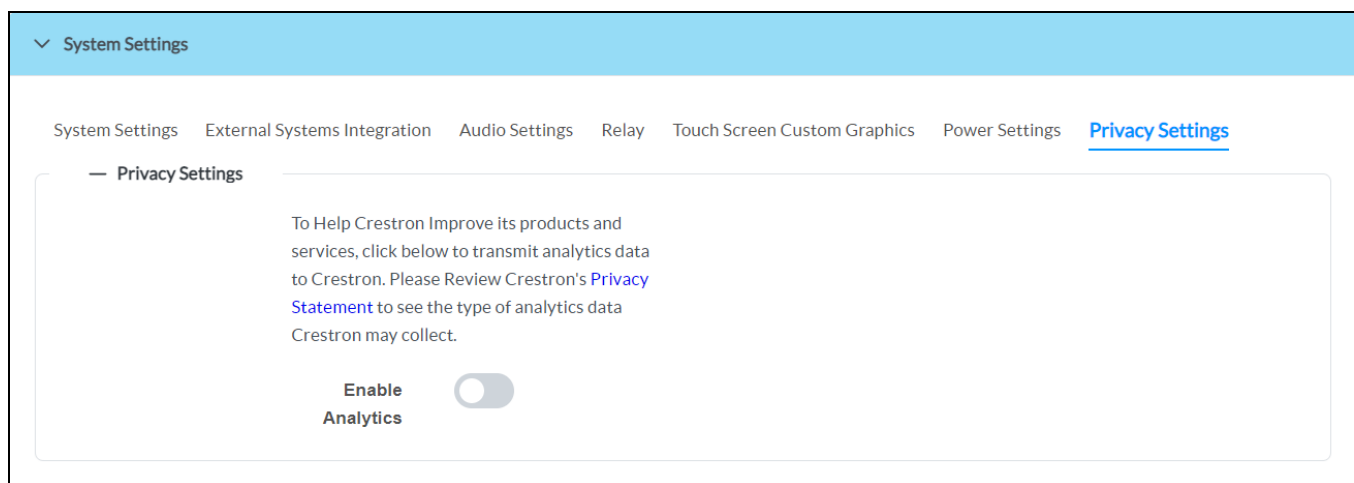 System Settings
System Settings External Systems Integration Audio Settings Relay Touch Screen Custom Graphics Power Settings Privacy Settings
Privacy Settings
To Help Crestron Improve its products and
services, click below to transmit analytics data
to Crestron. Please Review Crestron's Privacy
Statement to see the type of analytics data
Crestron may collect.
Enable
Analytics